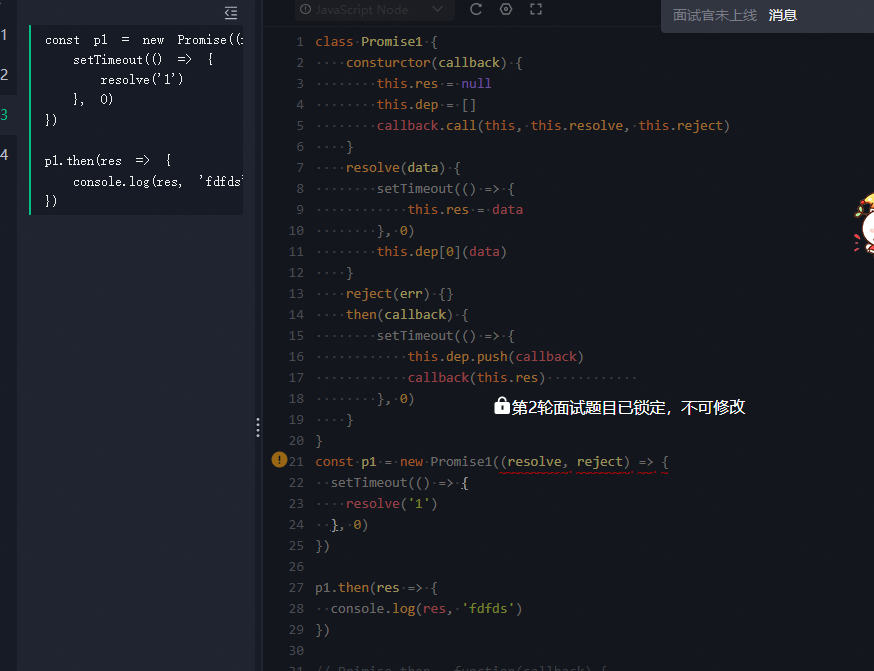 JavaScript Node
面试官未上线 消息
1
2
3
4
const p1 = new Promise((
setTimeout(() => {
resolve('1')
}, 0)
})
p1.then(res => {
console.log(res, 'fdfds'
})
1 class Promise1 {
2 ····consturctor(callback) {
3 ········this.res = null
4 ········this.dep = []
5 ········callback.call(this, this.resolve, this.reject)
6 ····}
7 ····resolve(data) {
8 ········setTimeout(() => {
9 ············this.res = data
10 ········}, 0)
11 ········this.dep[0](data)
12 ····}
13 ····reject(err) {}
14 ····then(callback) {
15 ········setTimeout(() => {
16 ············this.dep.push(callback)
17 ············callback(this.res)············
18 ········}, 0)
第2轮面试题目已锁定，不可修改
19 ····}
20 }
21 const p1 = new Promise1((resolve, reject) => {
22 ··setTimeout(() => {
23 ····resolve('1')
24 ··}, 0)
25 })
26
27 p1.then(res => {
28 ··console.log(res, 'fdfds')
29 })
30